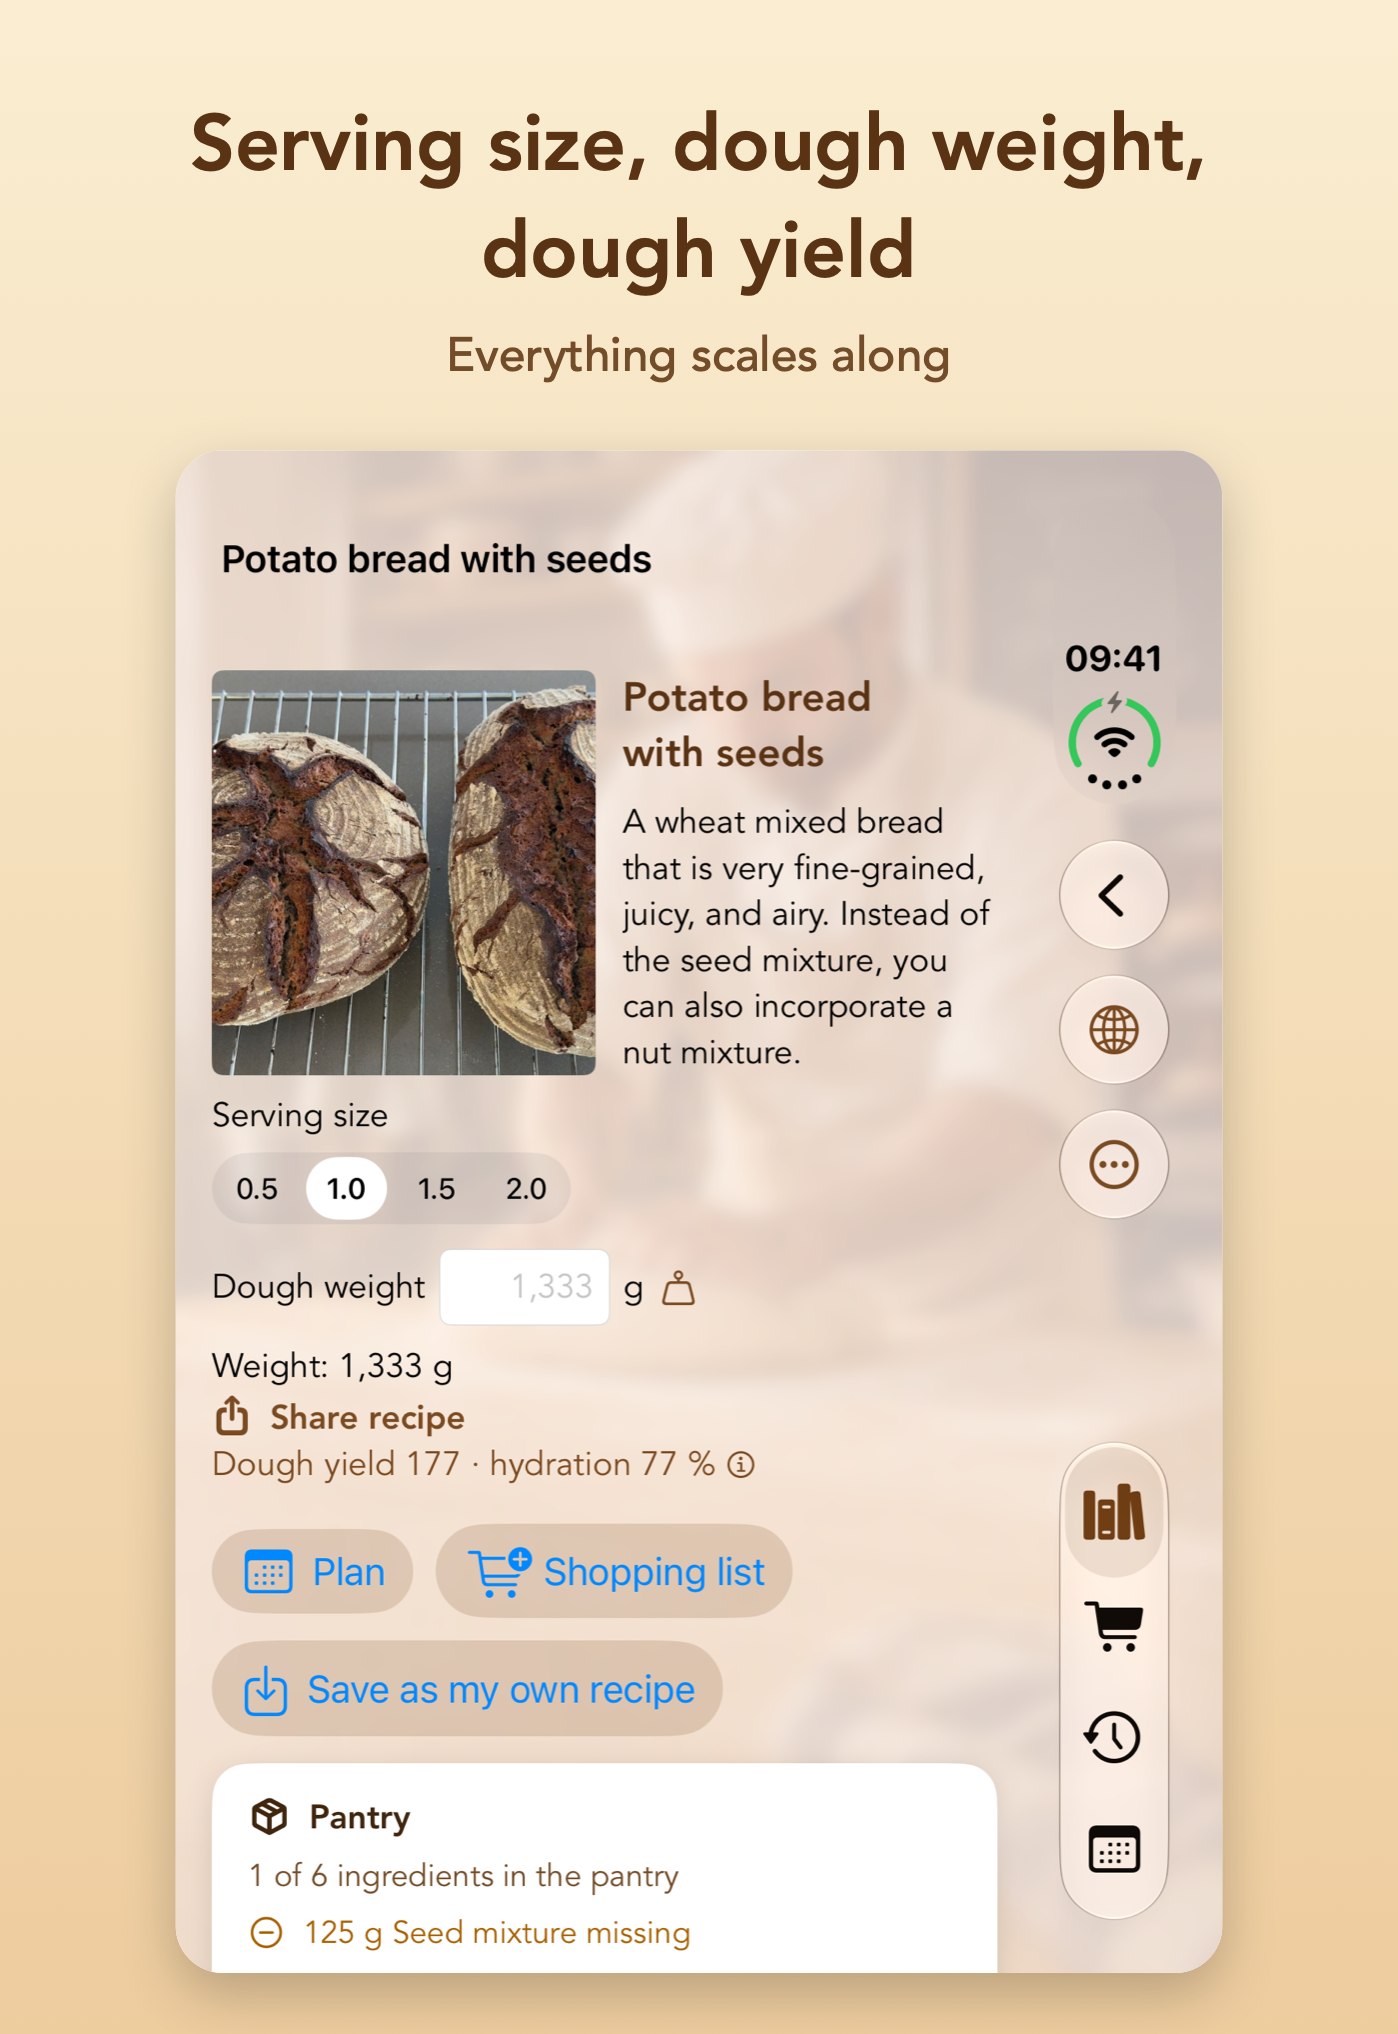 Serving size, dough weight,
dough yield
Everything scales along
Potato bread with seeds
09:41
Potato bread
with seeds
A wheat mixed bread
that is very fine-grained,
juicy, and airy. Instead of
the seed mixture, you
can also incorporate a
nut mixture.
Serving size
0.5 1.0 1.5 2.0
Dough weight 1,333 g
Weight: 1,333 g
Share recipe
Dough yield 177 · hydration 77 %
Plan
Shopping list
Save as my own recipe
Pantry
1 of 6 ingredients in the pantry
125 g Seed mixture missing